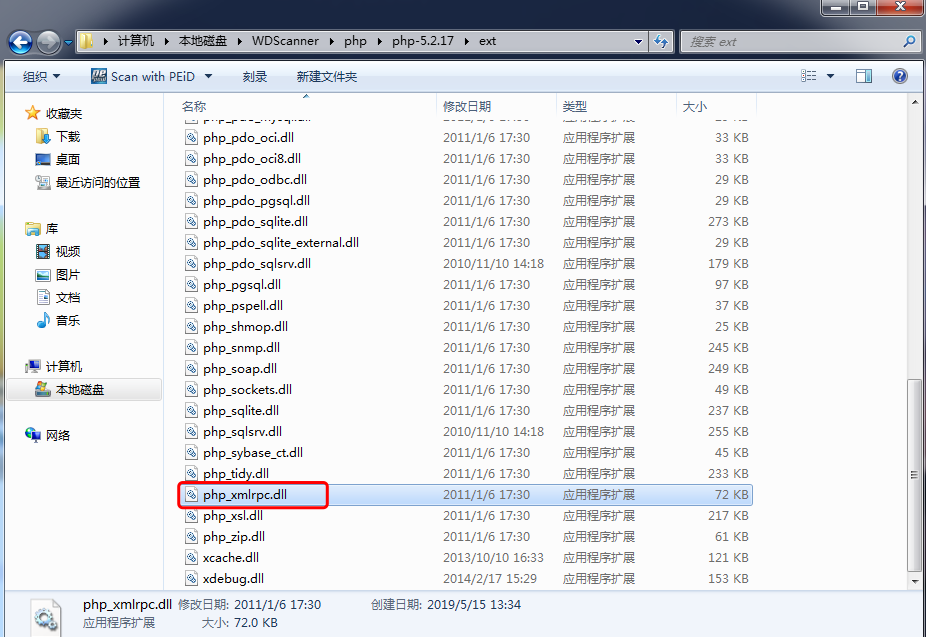 计算机 本地磁盘 WDScanner php php-5.2.17 ext 搜索 ext
组织 Scan with PEiD 刻录 新建文件夹
收藏夹
下载
桌面
最近访问的位置
库
视频
图片
文档
音乐
计算机
本地磁盘
网络
名称 修改日期 类型 大小
php_pdo_oci.dll 2011/1/6 17:30 应用程序扩展 33 KB
php_pdo_oci8.dll 2011/1/6 17:30 应用程序扩展 33 KB
php_pdo_odbc.dll 2011/1/6 17:30 应用程序扩展 29 KB
php_pdo_pgsql.dll 2011/1/6 17:30 应用程序扩展 29 KB
php_pdo_sqlite.dll 2011/1/6 17:30 应用程序扩展 273 KB
php_pdo_sqlite_external.dll 2011/1/6 17:30 应用程序扩展 29 KB
php_pdo_sqlsrv.dll 2010/11/10 14:18 应用程序扩展 179 KB
php_pgsql.dll 2011/1/6 17:30 应用程序扩展 97 KB
php_pspell.dll 2011/1/6 17:30 应用程序扩展 37 KB
php_shmop.dll 2011/1/6 17:30 应用程序扩展 25 KB
php_snmp.dll 2011/1/6 17:30 应用程序扩展 245 KB
php_soap.dll 2011/1/6 17:30 应用程序扩展 249 KB
php_sockets.dll 2011/1/6 17:30 应用程序扩展 49 KB
php_sqlite.dll 2011/1/6 17:30 应用程序扩展 237 KB
php_sqlsrv.dll 2010/11/10 14:18 应用程序扩展 255 KB
php_sybase_ct.dll 2011/1/6 17:30 应用程序扩展 45 KB
php_tidy.dll 2011/1/6 17:30 应用程序扩展 233 KB
php_xmlrpc.dll 2011/1/6 17:30 应用程序扩展 72 KB
php_xsl.dll 2011/1/6 17:30 应用程序扩展 217 KB
php_zip.dll 2011/1/6 17:30 应用程序扩展 61 KB
xcache.dll 2013/10/10 16:33 应用程序扩展 121 KB
xdebug.dll 2014/2/17 15:29 应用程序扩展 153 KB
php_xmlrpc.dll 修改日期: 2011/1/6 17:30 创建日期: 2019/5/15 13:34
应用程序扩展 大小: 72.0 KB